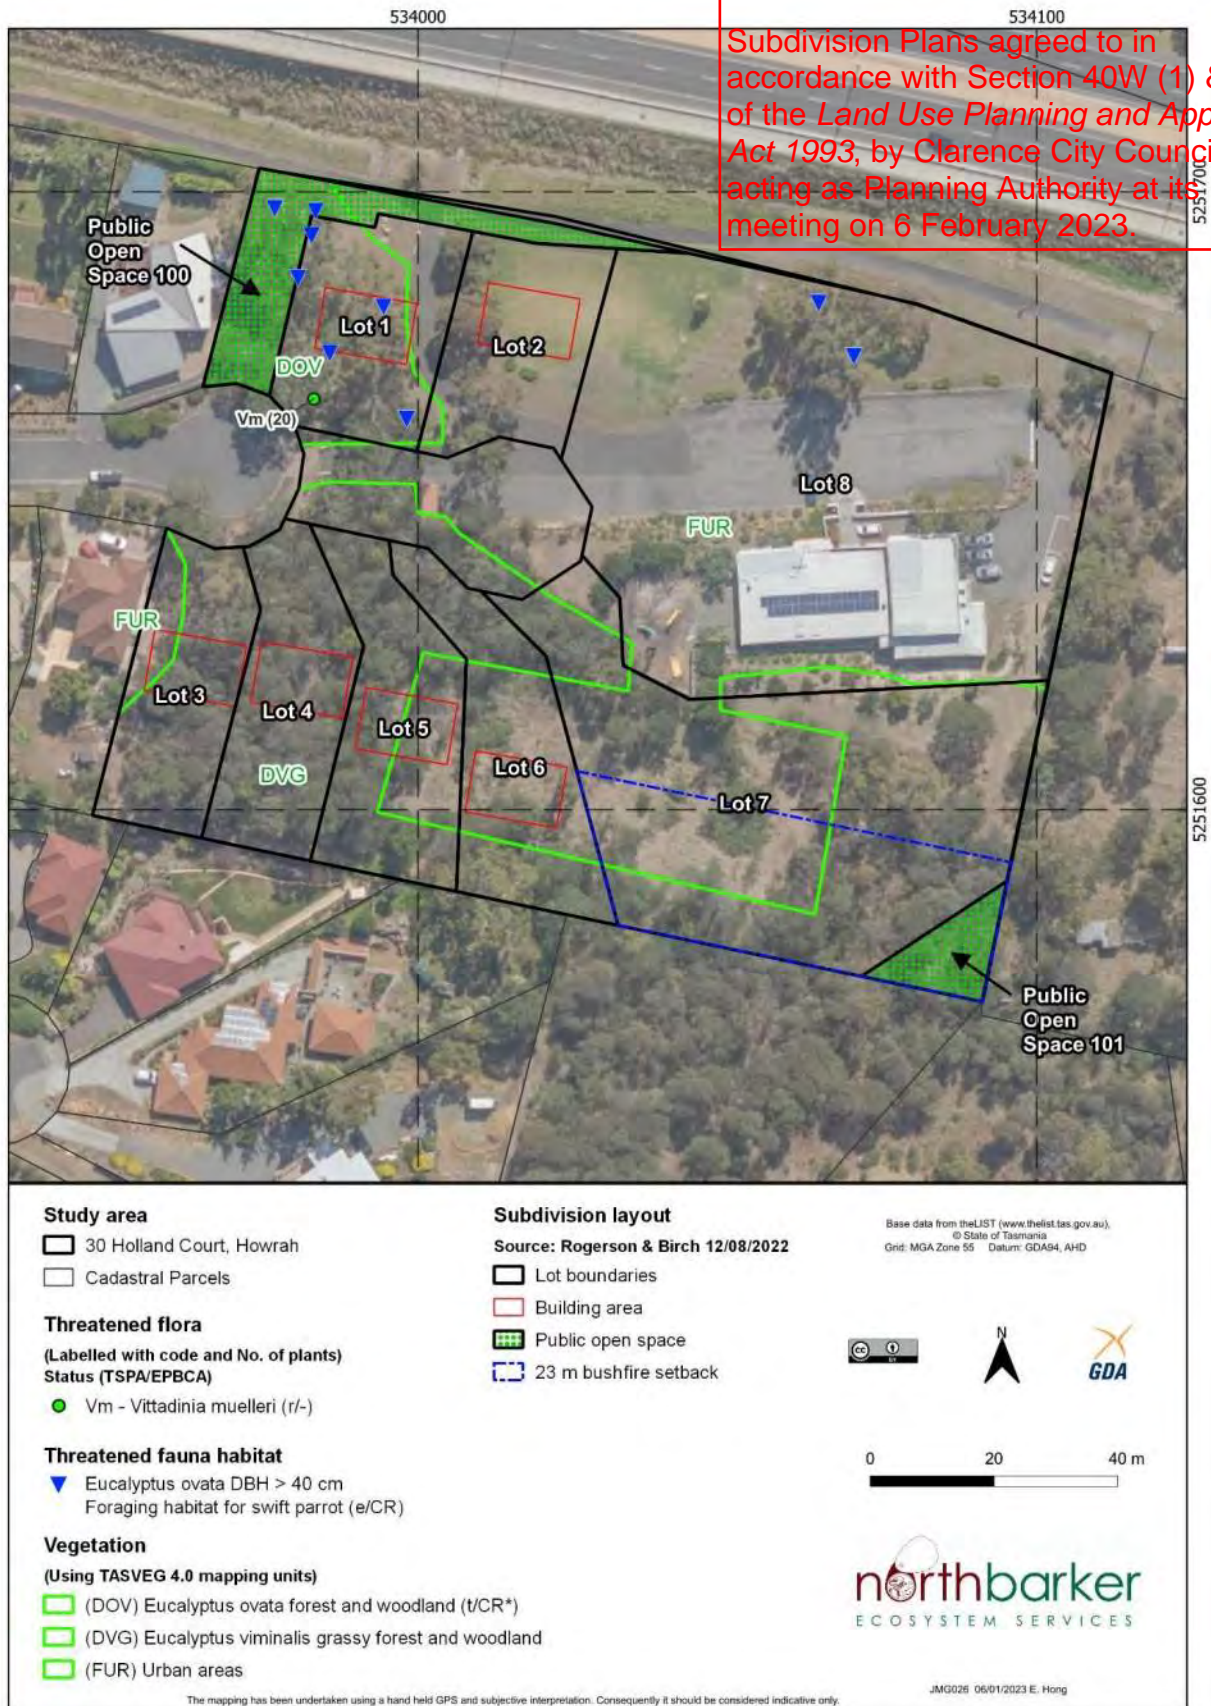 534000
534100
Subdivision Plans agreed to in
accordance with Section 40W (1) &
of the Land Use Planning and App
Act 1993, by Clarence City Counci
acting as Planning Authority at its
meeting on 6 February 2023.
5251700
Public
Open
Space 100
Lot 1
Lot 2
DOV
Vm (20)
Lot 8
FUR
FUR
Lot 3
Lot 4
Lot 5
Lot 6
DVG
Lot 7
5251600
Public
Open
Space 101
Study area
30 Holland Court, Howrah
Cadastral Parcels
Threatened flora
(Labelled with code and No. of plants)
Status (TSPA/EPBCA)
Vm - Vittadinia muelleri (r/-)
Threatened fauna habitat
Eucalyptus ovata DBH > 40 cm
Foraging habitat for swift parrot (e/CR)
Vegetation
(Using TASVEG 4.0 mapping units)
(DOV) Eucalyptus ovata forest and woodland (t/CR*)
(DVG) Eucalyptus viminalis grassy forest and woodland
(FUR) Urban areas
Subdivision layout
Source: Rogerson & Birch 12/08/2022
Lot boundaries
Building area
Public open space
23 m bushfire setback
Base data from theLIST (www.thelist.tas.gov.au),
© State of Tasmania
Grid: MGA Zone 55 Datum: GDA94, AHD
cc
BY
N
GDA
0 20 40 m
northbarker
ECOSYSTEM SERVICES
JMG026 06/01/2023 E. Hong
The mapping has been undertaken using a hand held GPS and subjective interpretation. Consequently it should be considered indicative only.